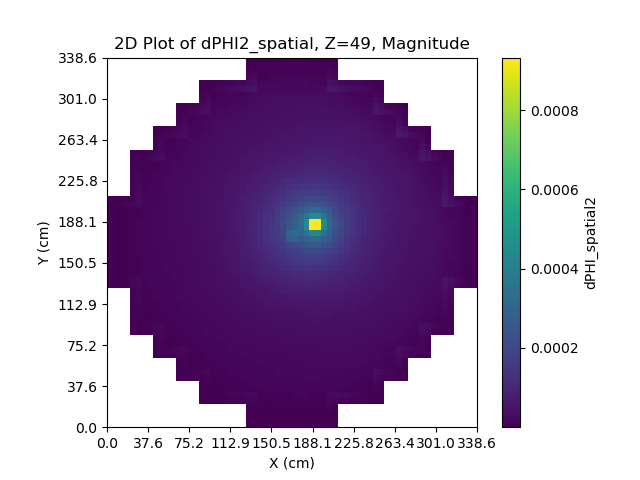 2D Plot of dPHI2_spatial, Z=49, Magnitude
338.6
301.0
263.4
225.8
188.1
150.5
112.9
75.2
37.6
0.0
Y (cm)
0.0 37.6 75.2 112.9 150.5 188.1 225.8 263.4 301.0 338.6
X (cm)
0.0008
0.0006
0.0004
0.0002
dPHI_spatial2